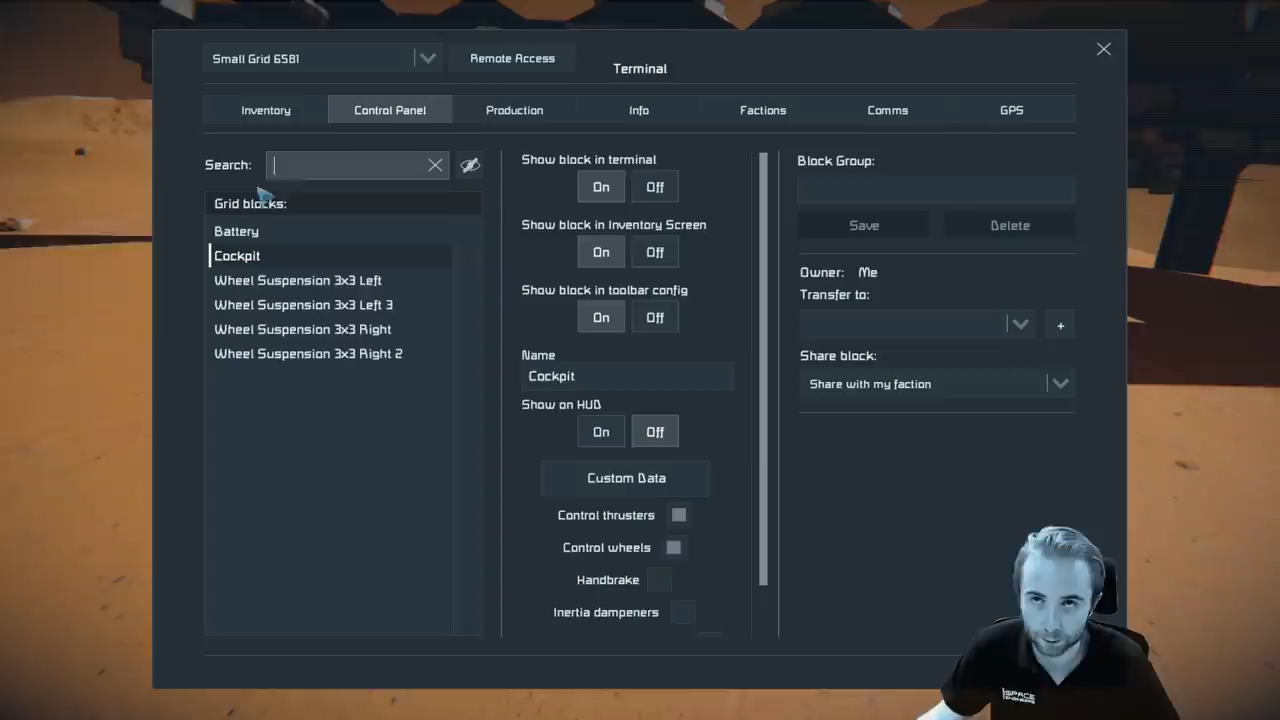 Small Grid 6581
Remote Access
Terminal
Inventory
Control Panel
Production
Info
Factions
Comms
GPS
Search:
Grid blocks:
Battery
Cockpit
Wheel Suspension 3x3 Left
Wheel Suspension 3x3 Left 3
Wheel Suspension 3x3 Right
Wheel Suspension 3x3 Right 2
Show block in terminal
On Off
Show block in Inventory Screen
On Off
Show block in toolbar config
On Off
Name
Cockpit
Show on HUD
On Off
Custom Data
Control thrusters
Control wheels
Handbrake
Inertia dampeners
Block Group:
Save Delete
Owner: Me
Transfer to:
+
Share block:
Share with my faction
SPACE
ENGINEERS